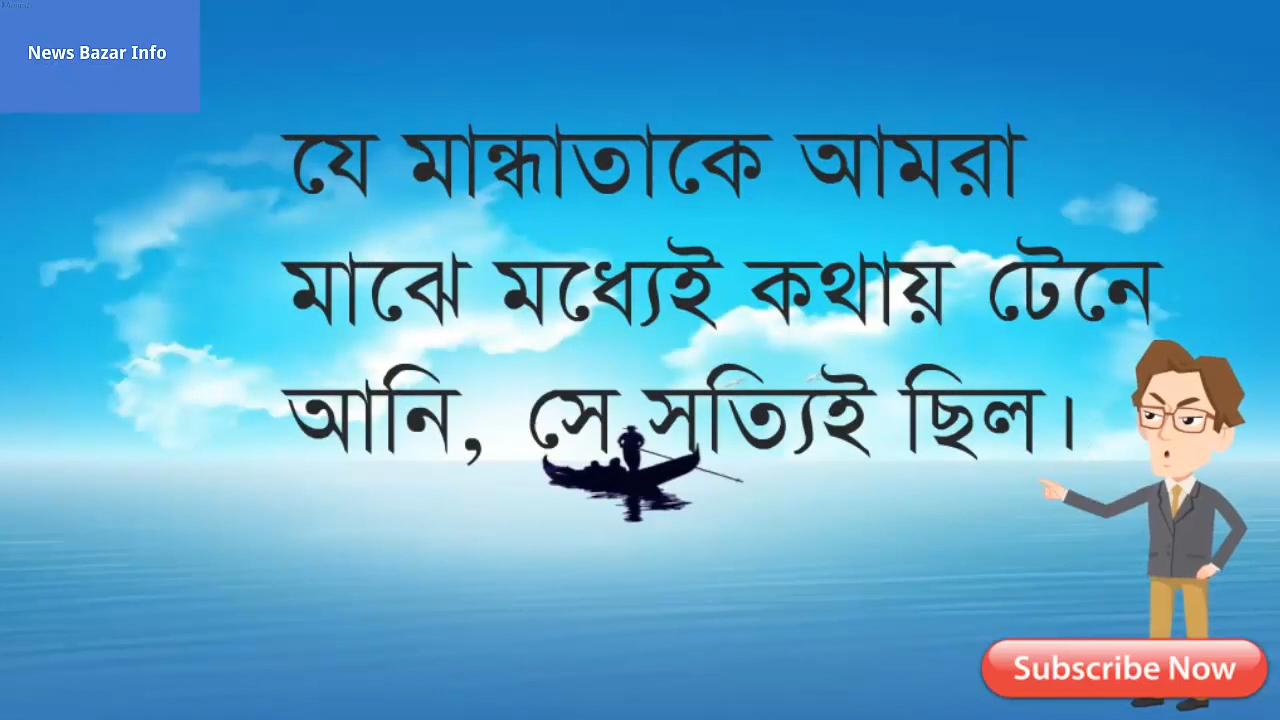 News Bazar Info
যে মান্ধাতাকে আমরা
মাঝে মধ্যেই কথায় টেনে
আনি, সে সত্যিই ছিল।
Subscribe Now